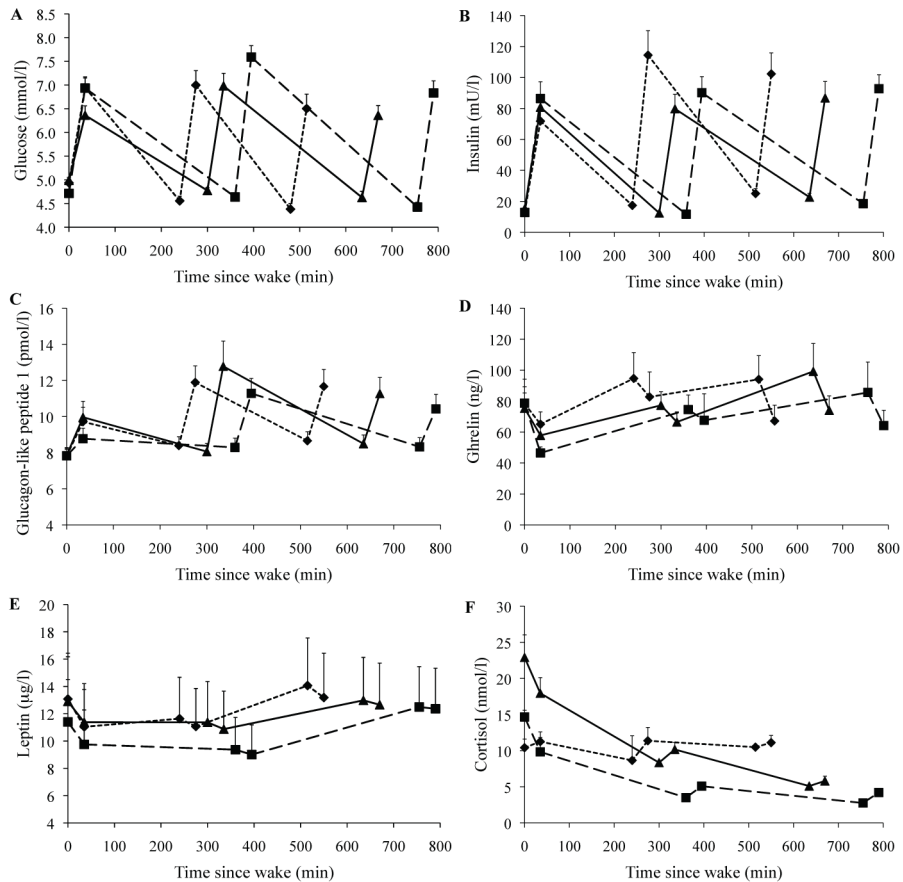 A
Glucose (mmol/l)
8.5
8.0
7.5
7.0
6.5
6.0
5.5
5.0
4.5
4.0
0 100 200 300 400 500 600 700 800
Time since wake (min)
B
Insulin (mU/l)
140
120
100
80
60
40
20
0
0 100 200 300 400 500 600 700 800
Time since wake (min)
C
Glucagon-like peptide 1 (pmol/l)
16
14
12
10
8
6
4
0 100 200 300 400 500 600 700 800
Time since wake (min)
D
Ghrelin (ng/l)
140
120
100
80
60
40
20
0
0 100 200 300 400 500 600 700 800
Time since wake (min)
E
Leptin (µg/l)
20
18
16
14
12
10
8
6
4
0 100 200 300 400 500 600 700 800
Time since wake (min)
F
Cortisol (nmol/l)
30
25
20
15
10
5
0
0 100 200 300 400 500 600 700 800
Time since wake (min)